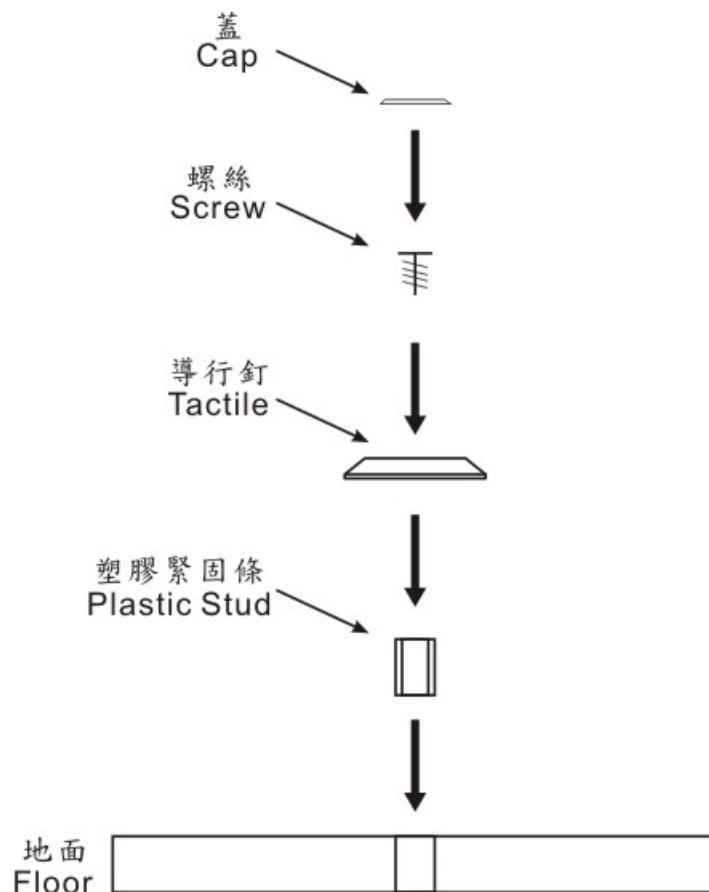 蓋
Cap
螺絲
Screw
導行釘
Tactile
塑膠緊固條
Plastic Stud
地面
Floor